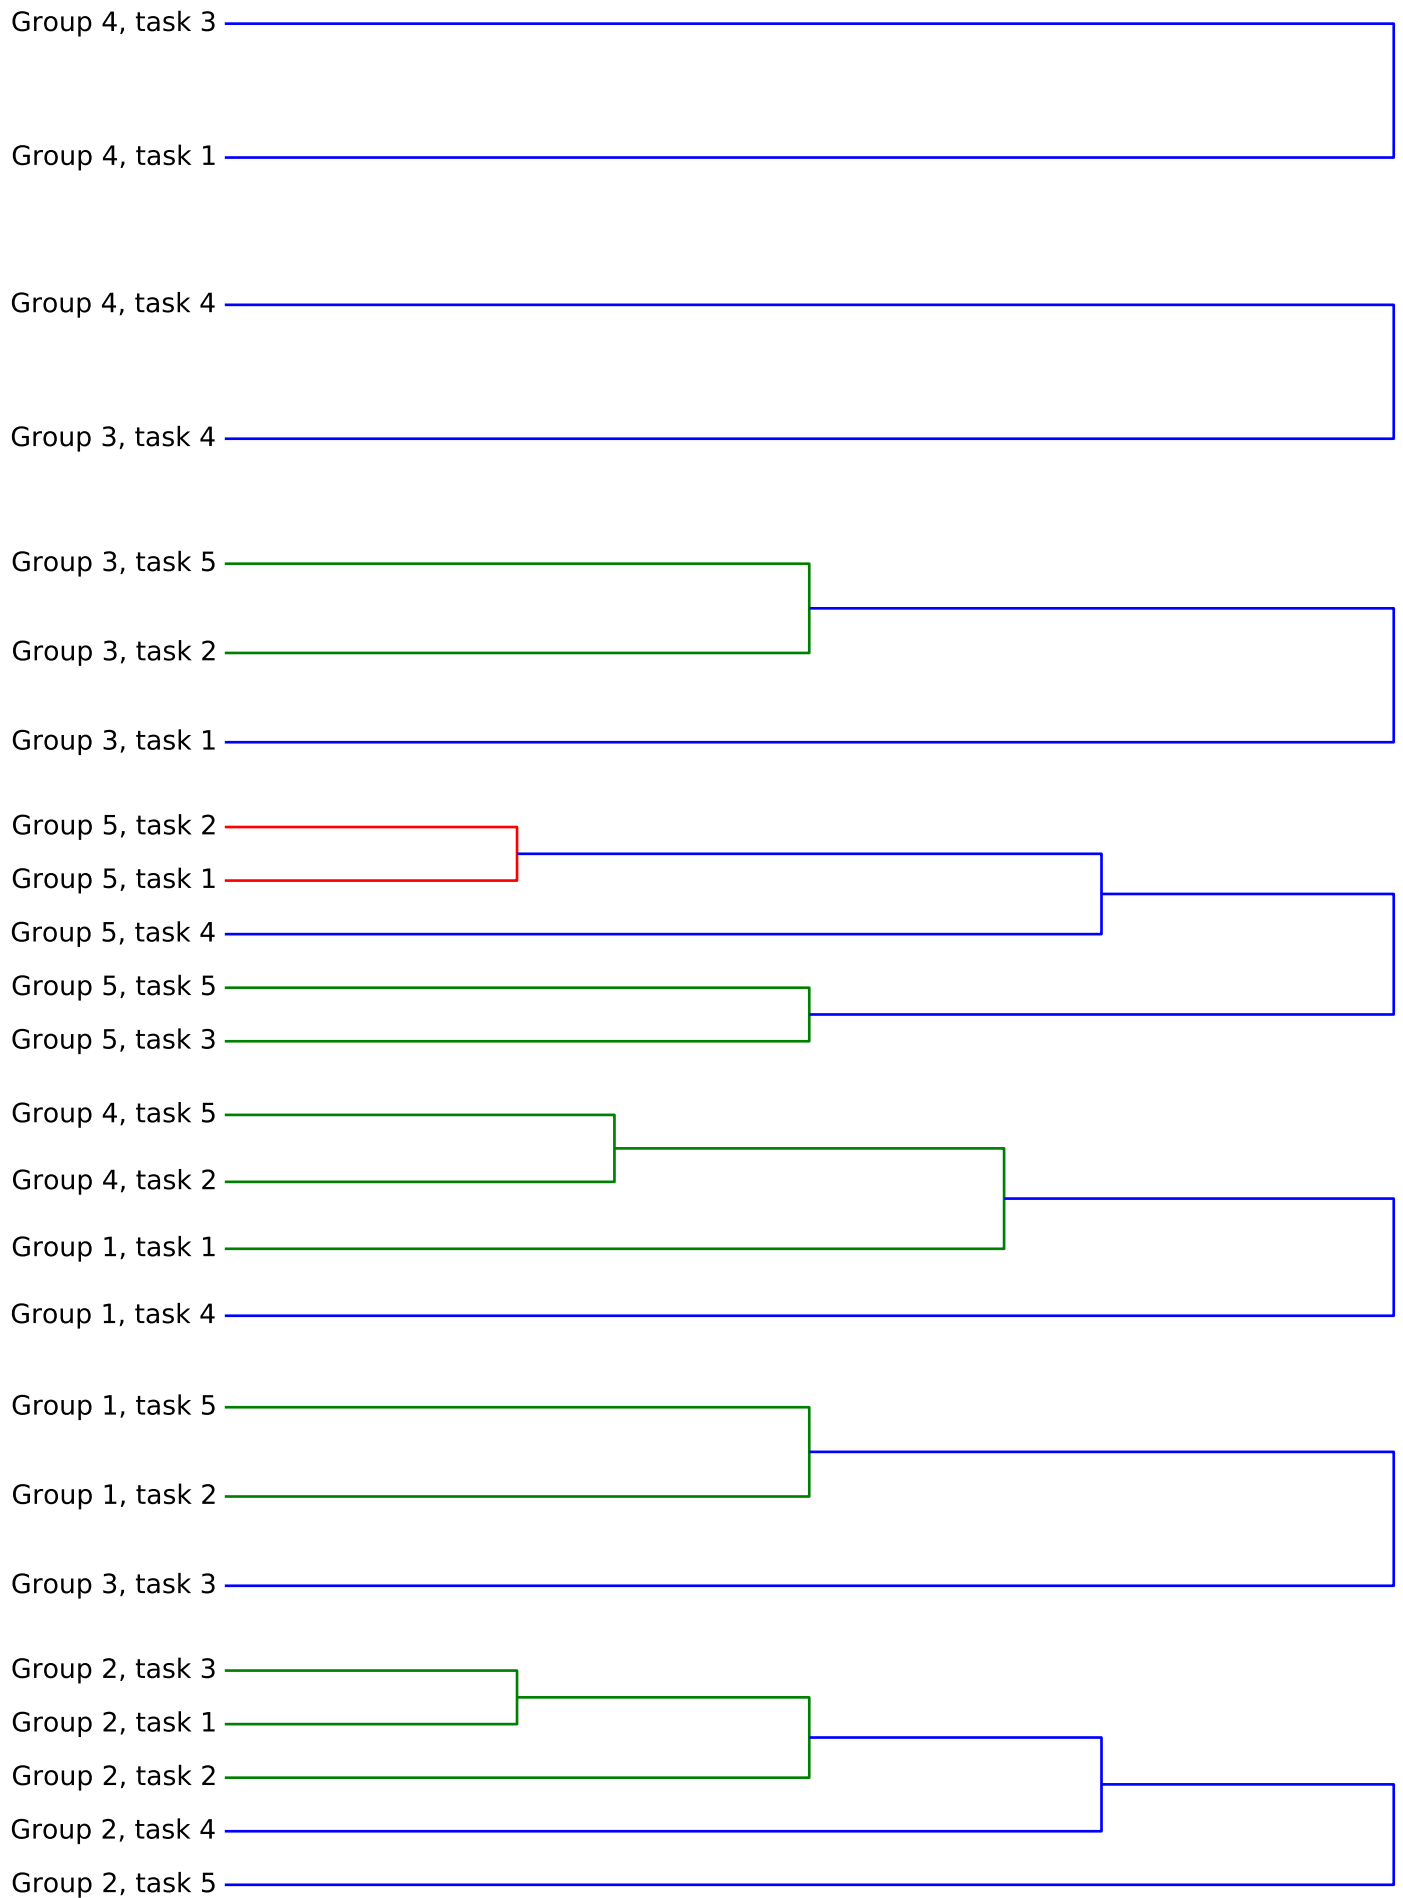 Group 4, task 3
Group 4, task 1
Group 4, task 4
Group 3, task 4
Group 3, task 5
Group 3, task 2
Group 3, task 1
Group 5, task 2
Group 5, task 1
Group 5, task 4
Group 5, task 5
Group 5, task 3
Group 4, task 5
Group 4, task 2
Group 1, task 1
Group 1, task 4
Group 1, task 5
Group 1, task 2
Group 3, task 3
Group 2, task 3
Group 2, task 1
Group 2, task 2
Group 2, task 4
Group 2, task 5